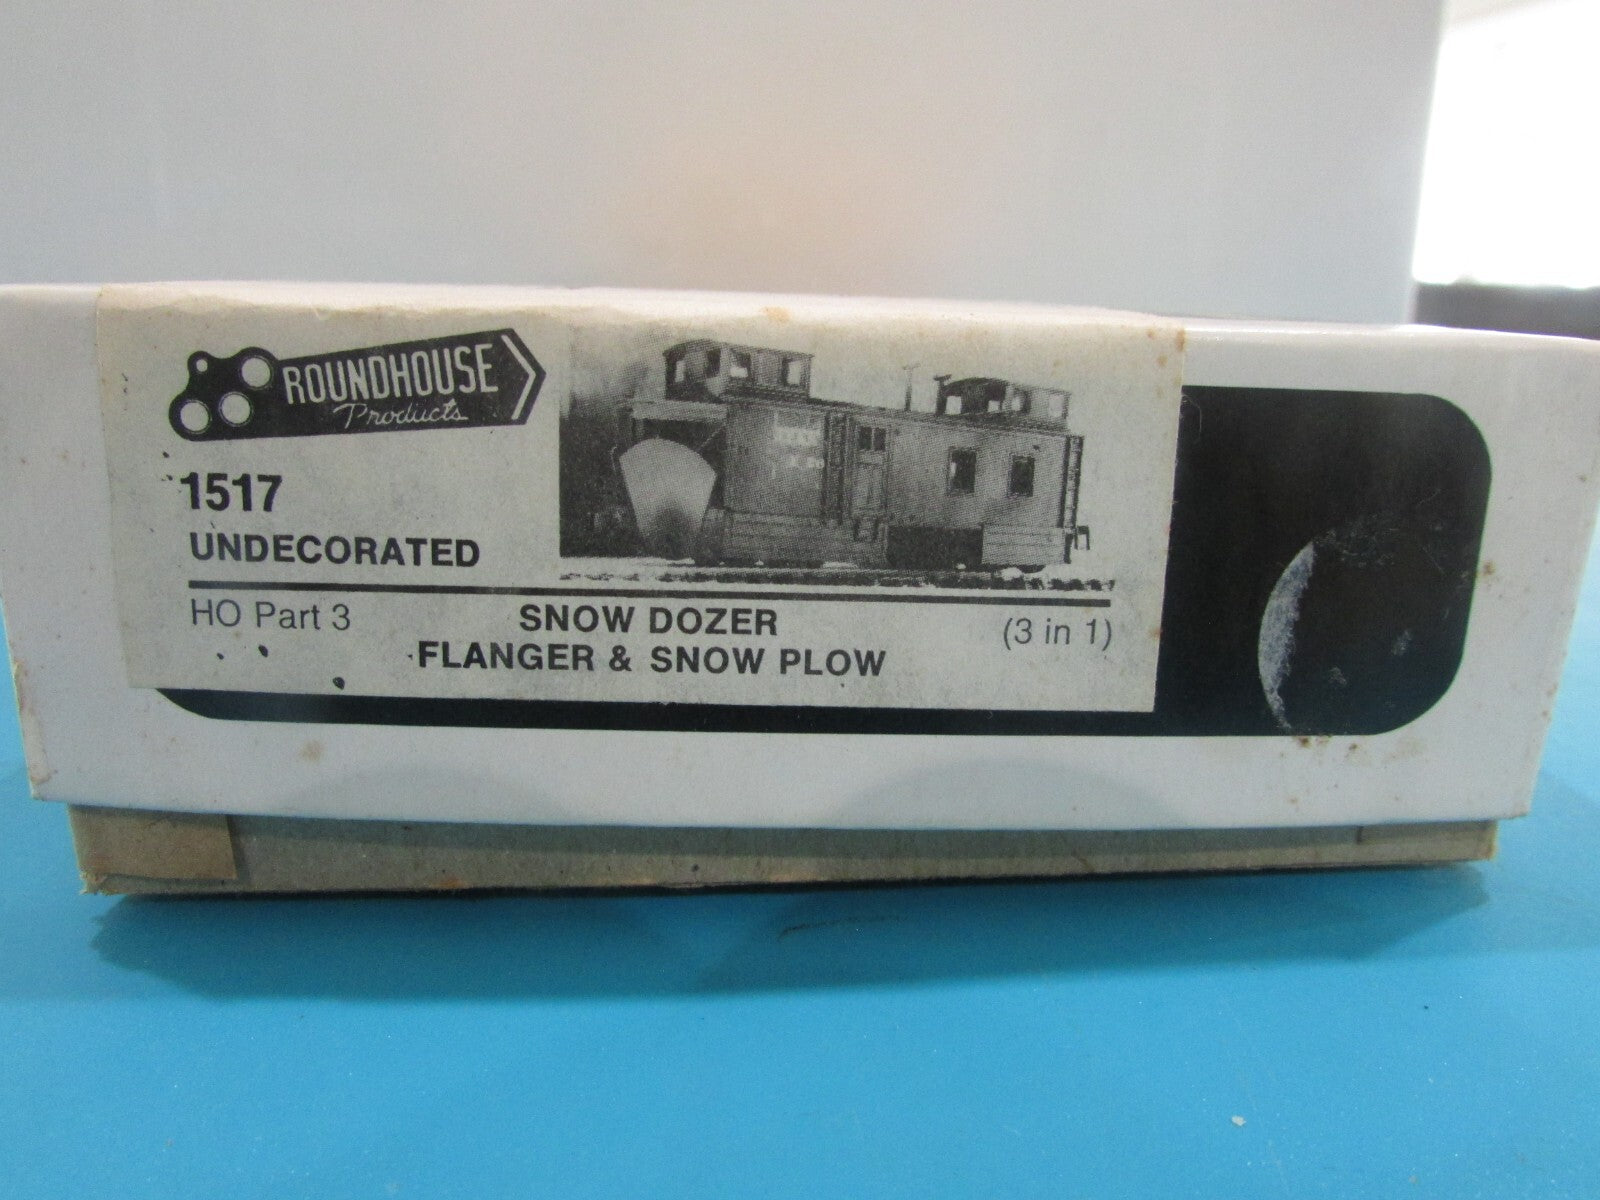 ROUNDHOUSE
Products
1517
UNDECORATED
HO Part 3
SNOW DOZER
FLANGER & SNOW PLOW
(3 in 1)